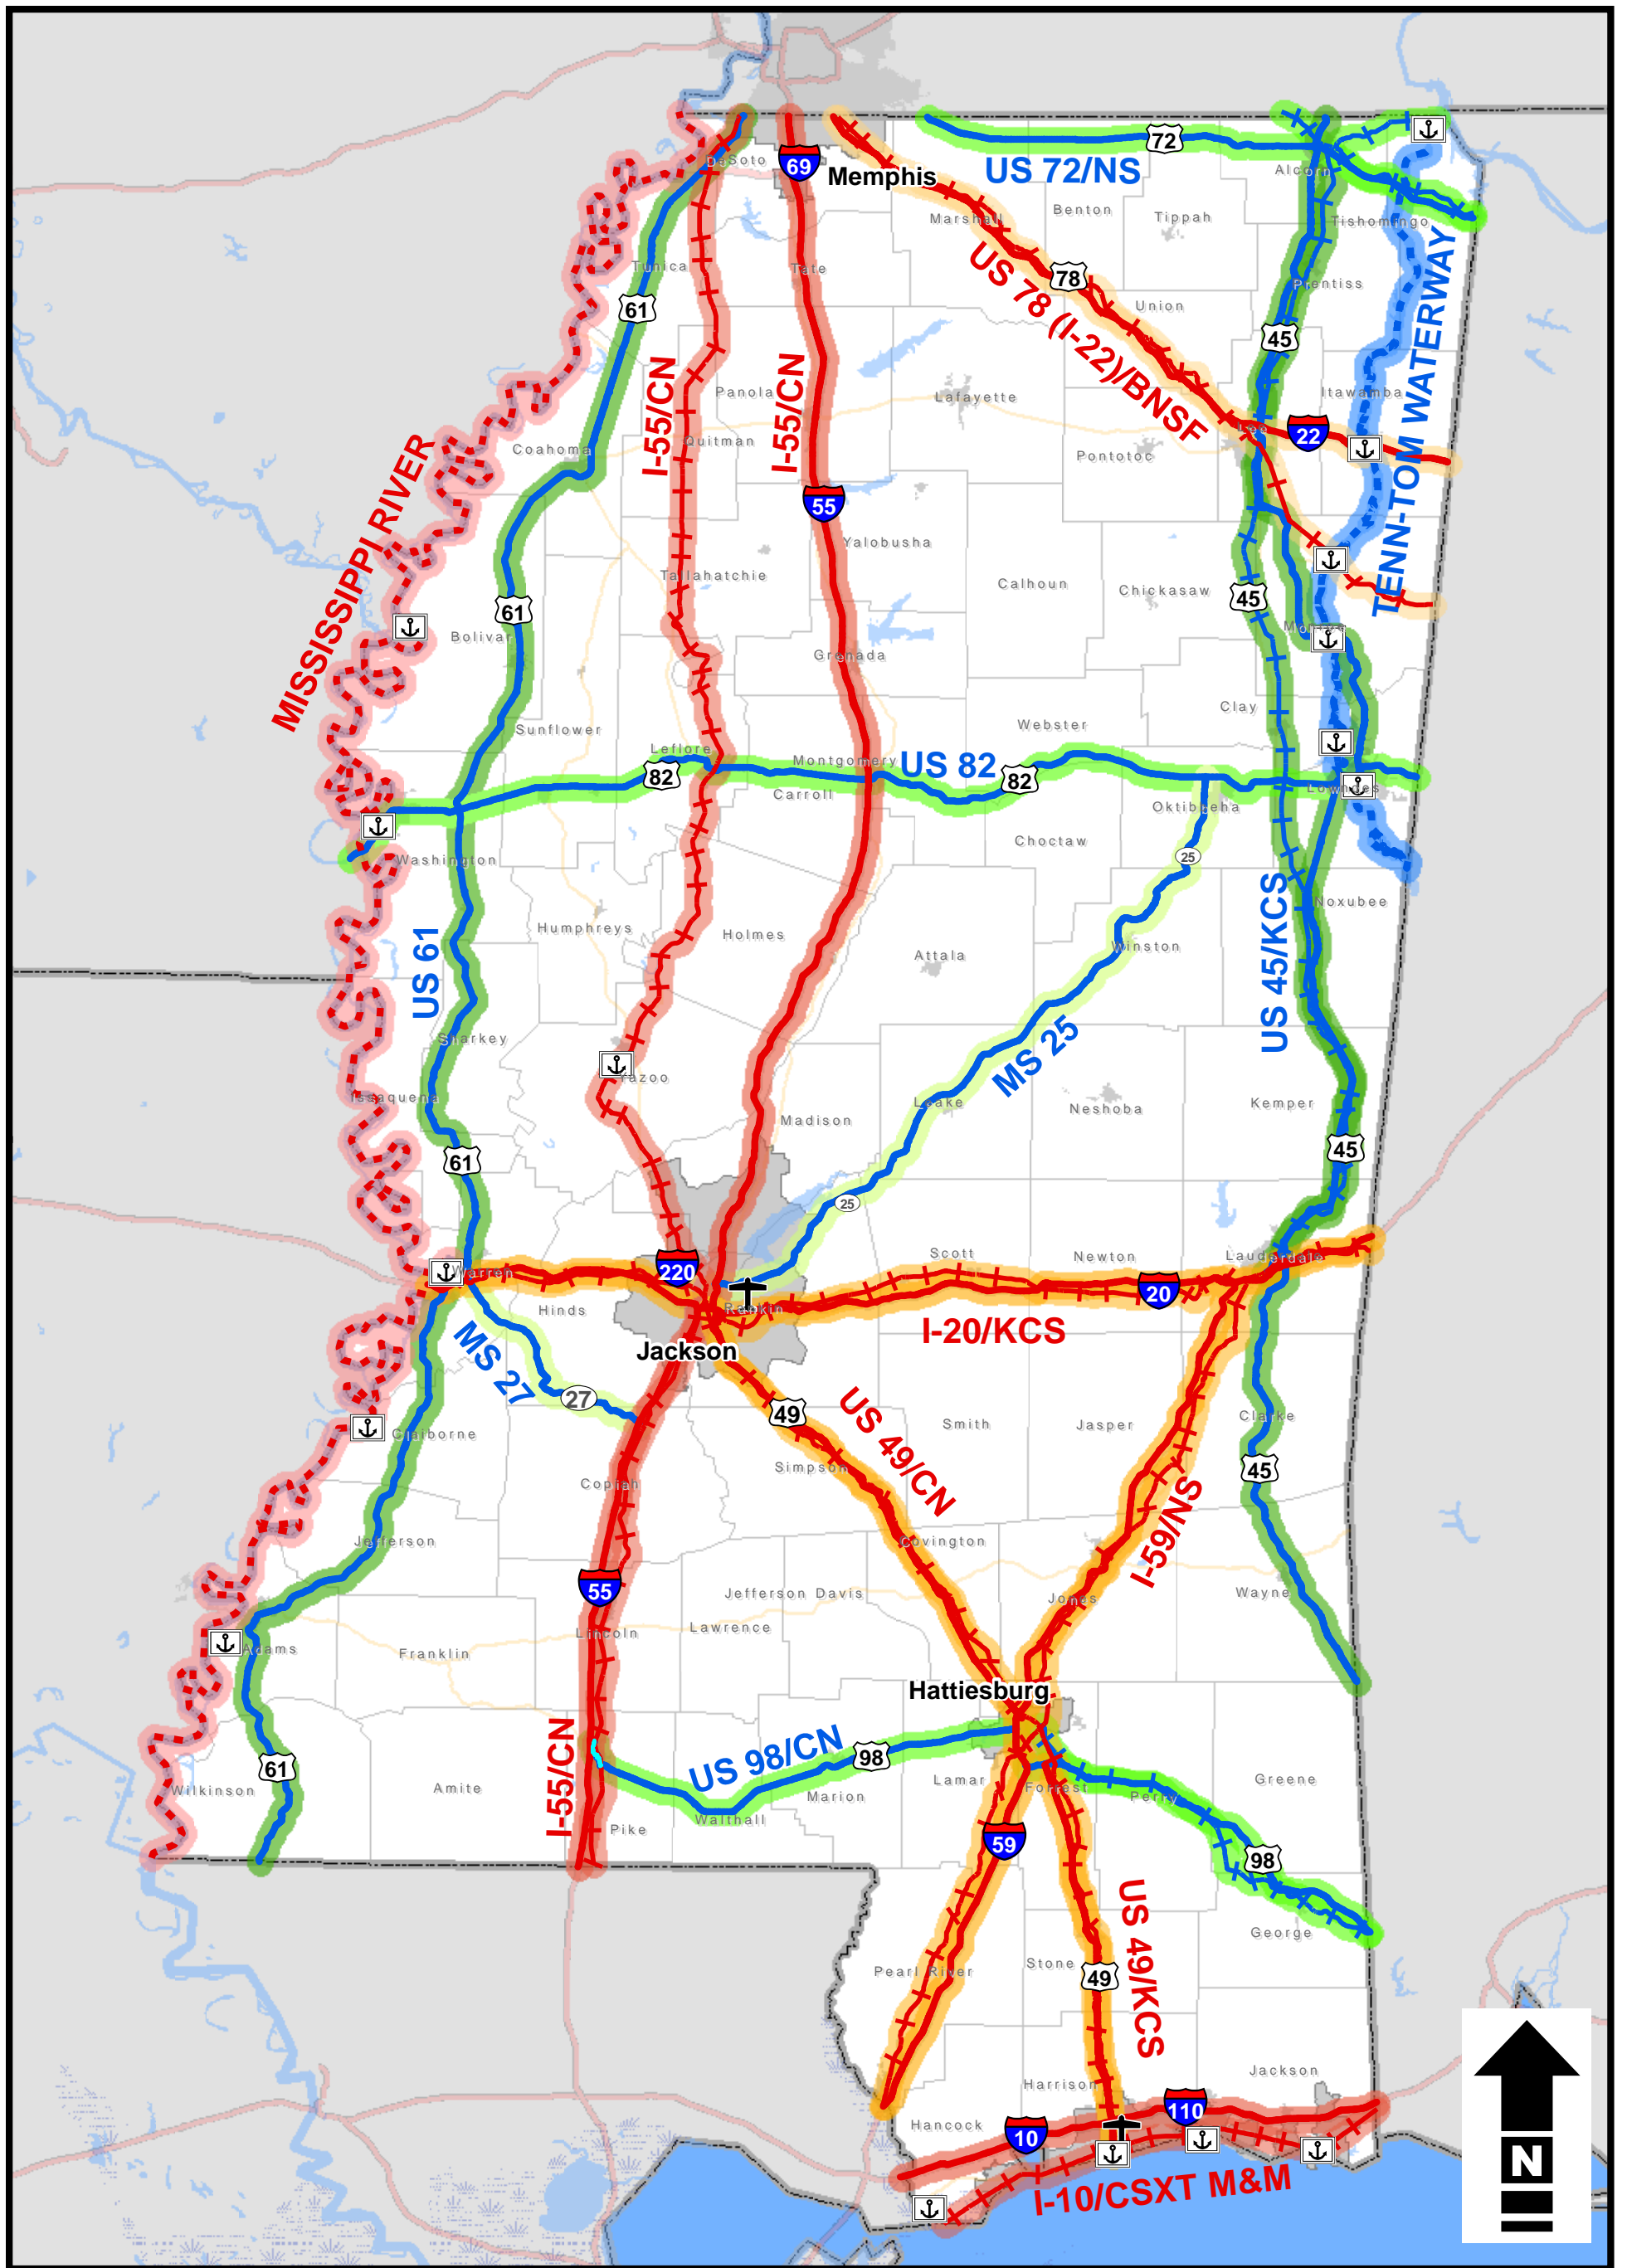 72
DeSoto
69
Memphis
US 72/NS
Alcorn
Marshall
Benton
Tippah
Tishomingo
Tunica
Tate
US 78 (I-22)/BNSF
78
Prentiss
61
Union
45
TENN-TOM WATERWAY
I-55/CN
I-55/CN
Panola
Lafayette
Itawamba
Quitman
Lee
22
Coahoma
Pontotoc
MISSISSIPPI RIVER
55
Yalobusha
Tallahatchie
Calhoun
Chickasaw
45
61
Bolivar
Monroe
Grenada
Clay
Sunflower
Webster
Leflore
Montgomery
US 82
82
82
Carroll
Lowndes
Oktibbeha
Choctaw
Washington
25
US 45/KCS
Noxubee
US 61
Humphreys
Holmes
Winston
Attala
Sharkey
MS 25
Yazoo
Issaquena
Leake
Neshoba
Kemper
Madison
61
45
25
Scott
Newton
Lauderdale
Warren
220
20
Hinds
Rankin
I-20/KCS
Jackson
MS 27
27
49
US 49/CN
Smith
Jasper
Clarke
Claiborne
Simpson
45
Copiah
I-59/NS
Jefferson
Covington
55
Jefferson Davis
Jones
Wayne
Lincoln
Lawrence
Adams
Franklin
Hattiesburg
I-55/CN
US 98/CN
98
61
Wilkinson
Amite
Lamar
Forrest
Perry
Greene
Marion
Walthall
Pike
59
98
US 49/KCS
George
Pearl River
Stone
49
Jackson
Harrison
110
Hancock
10
I-10/CSXT M&M
N